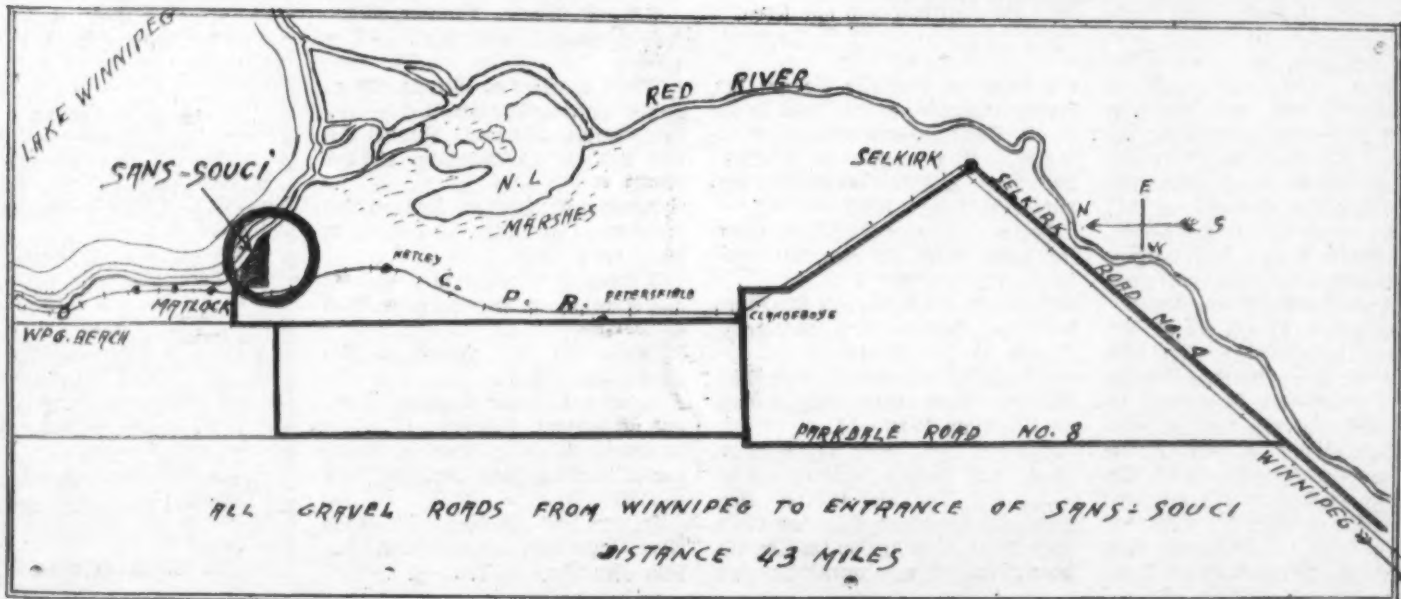 LAKE WINNIPEG
SANS-SOUCI
RED RIVER
SELKIRK
N. L
MARSHES
SELKIRK ROAD NO. 4
N
E
S
W
NETLEY
C. P. R.
PETERSFIELD
CLANDEBOYE
MATLOCK
WPG. BEACH
PARKDALE ROAD NO. 8
WINNIPEG
ALL GRAVEL ROADS FROM WINNIPEG TO ENTRANCE OF SANS-SOUCI
DISTANCE 43 MILES